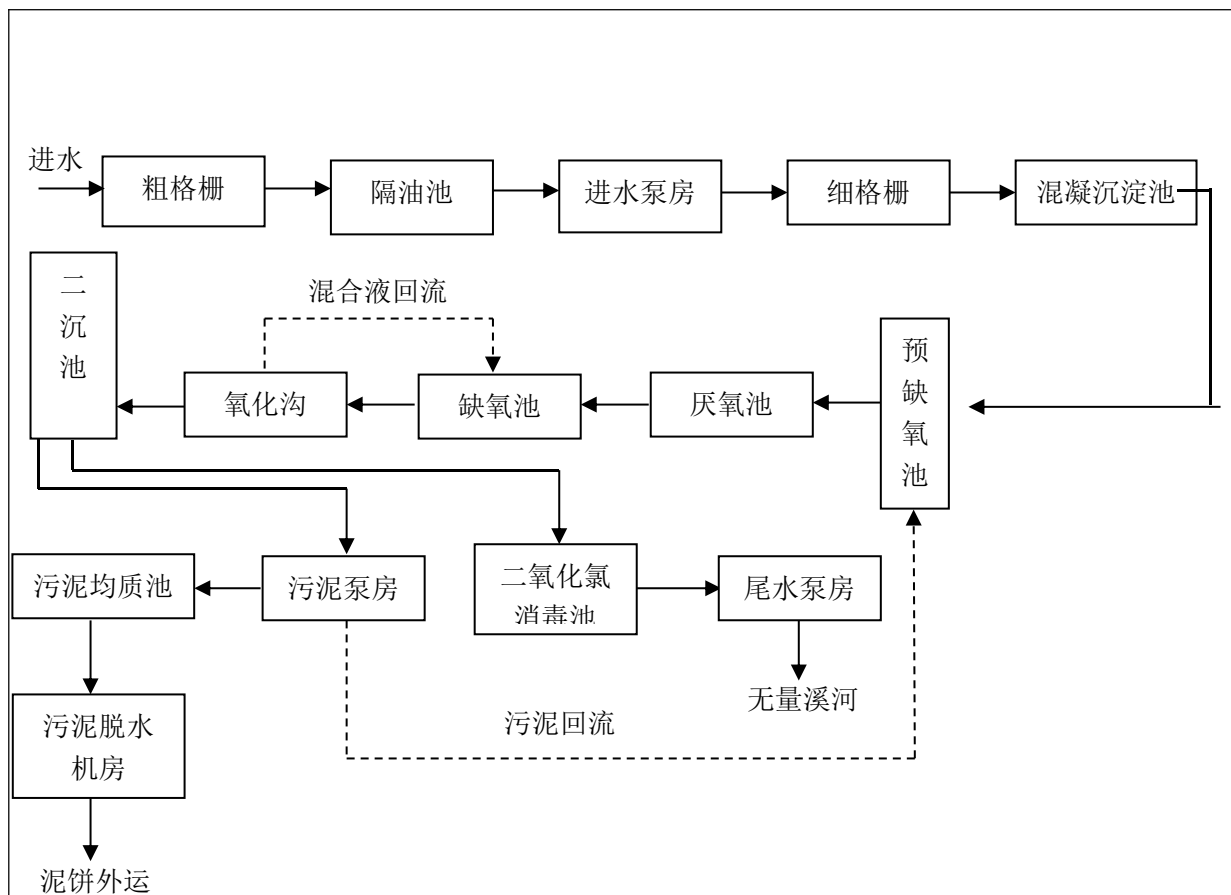 进水
粗格栅
隔油池
进水泵房
细格栅
混凝沉淀池
二
沉
池
混合液回流
氧化沟
缺氧池
厌氧池
预
缺
氧
池
污泥均质池
污泥泵房
二氧化氯
消毒池
尾水泵房
无量溪河
污泥脱水
机房
污泥回流
泥饼外运